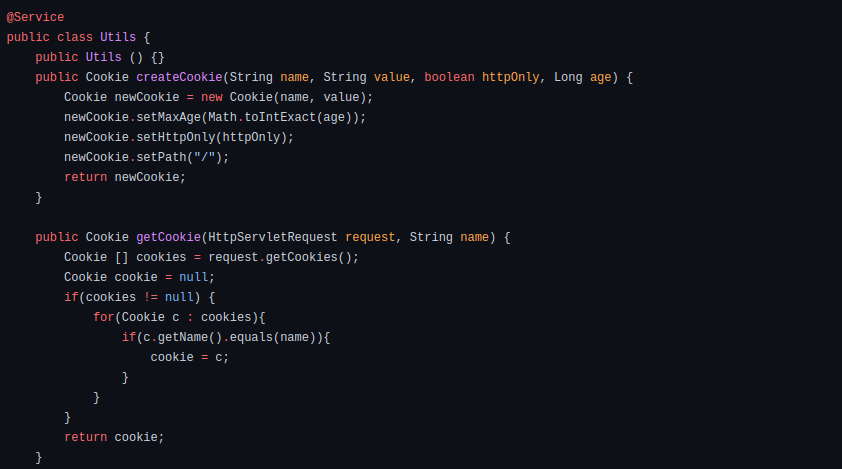 @Service
public class Utils {
    public Utils () {}
    public Cookie createCookie(String name, String value, boolean httpOnly, Long age) {
        Cookie newCookie = new Cookie(name, value);
        newCookie.setMaxAge(Math.toIntExact(age));
        newCookie.setHttpOnly(httpOnly);
        newCookie.setPath("/");
        return newCookie;
    }

    public Cookie getCookie(HttpServletRequest request, String name) {
        Cookie [] cookies = request.getCookies();
        Cookie cookie = null;
        if(cookies != null) {
            for(Cookie c : cookies){
                if(c.getName().equals(name)){
                    cookie = c;
                }
            }
        }
        return cookie;
    }